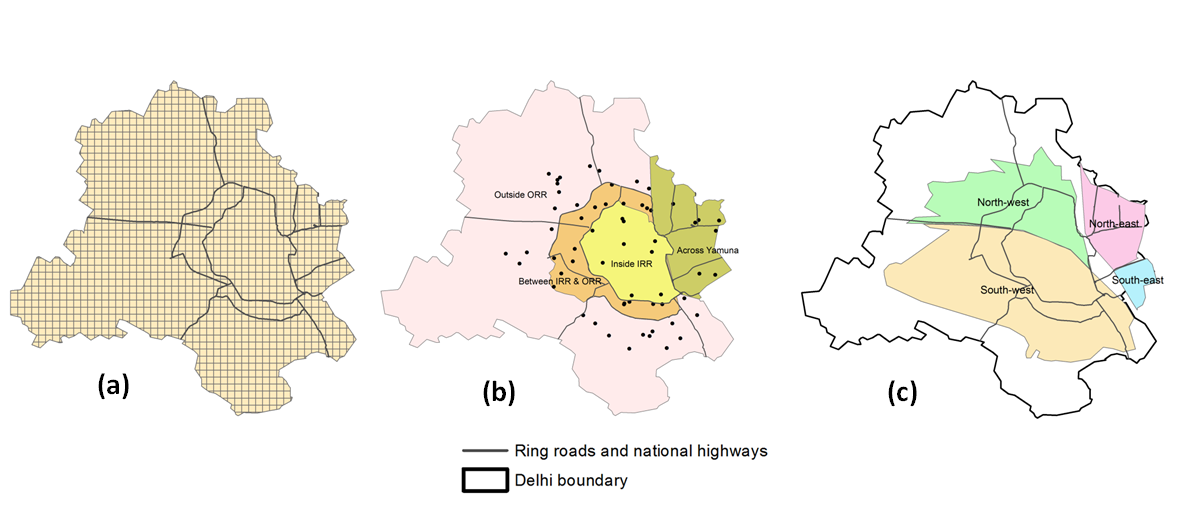 Outside ORR
Across Yamuna
Inside IRR
Between IRR & ORR
North-west
North-east
South-east
South-west
(a)
(b)
(c)
Ring roads and national highways
Delhi boundary